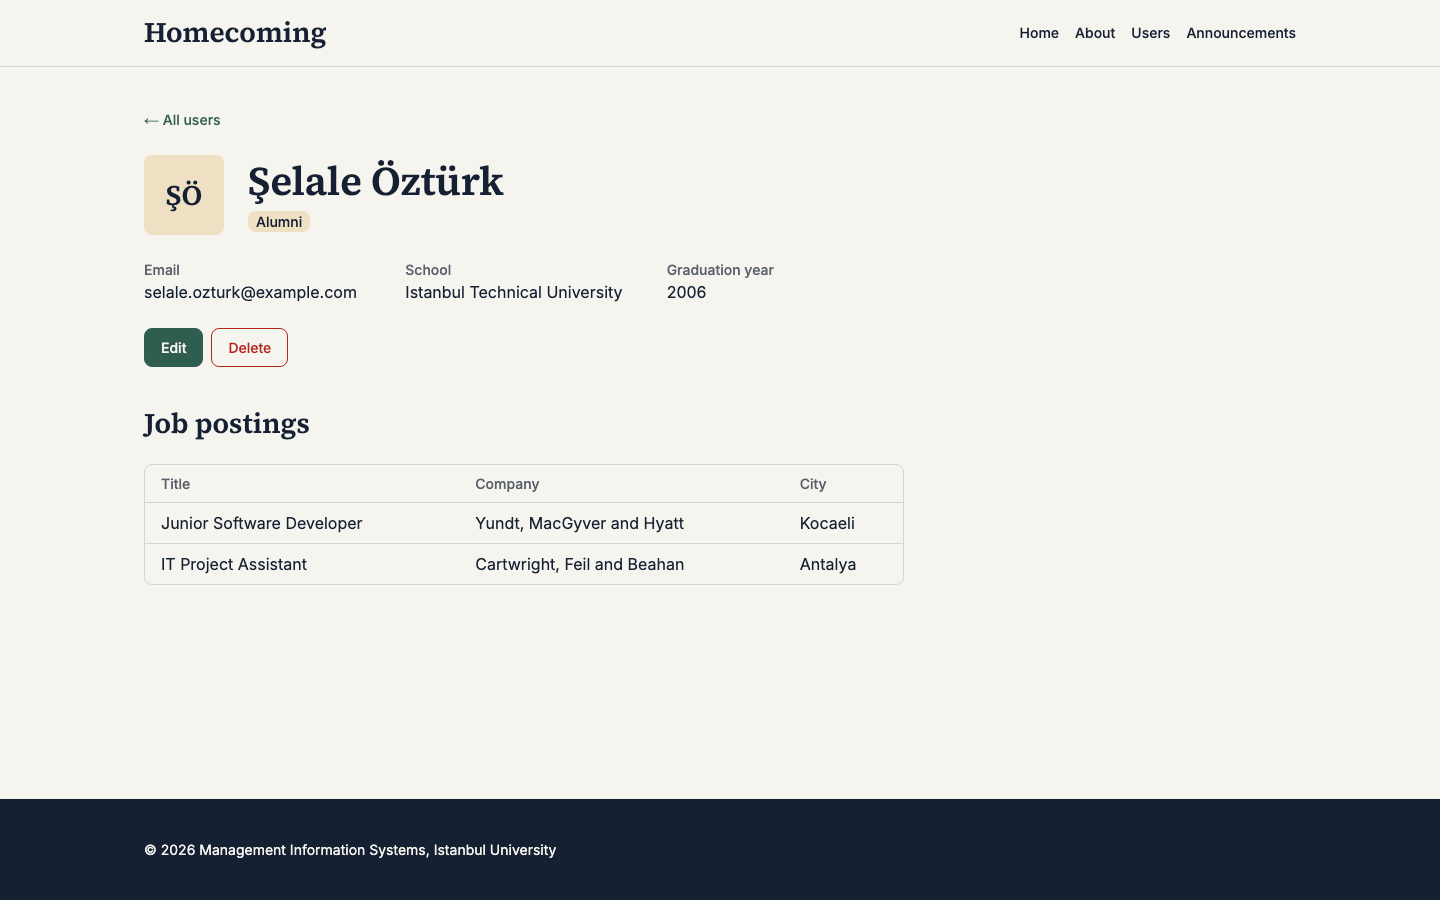 Homecoming
Home About Users Announcements
← All users
ŞÖ
Şelale Öztürk
Alumni
Email School Graduation year
selale.ozturk@example.com Istanbul Technical University 2006
Edit Delete
Job postings
Title Company City
Junior Software Developer Yundt, MacGyver and Hyatt Kocaeli
IT Project Assistant Cartwright, Feil and Beahan Antalya
© 2026 Management Information Systems, Istanbul University